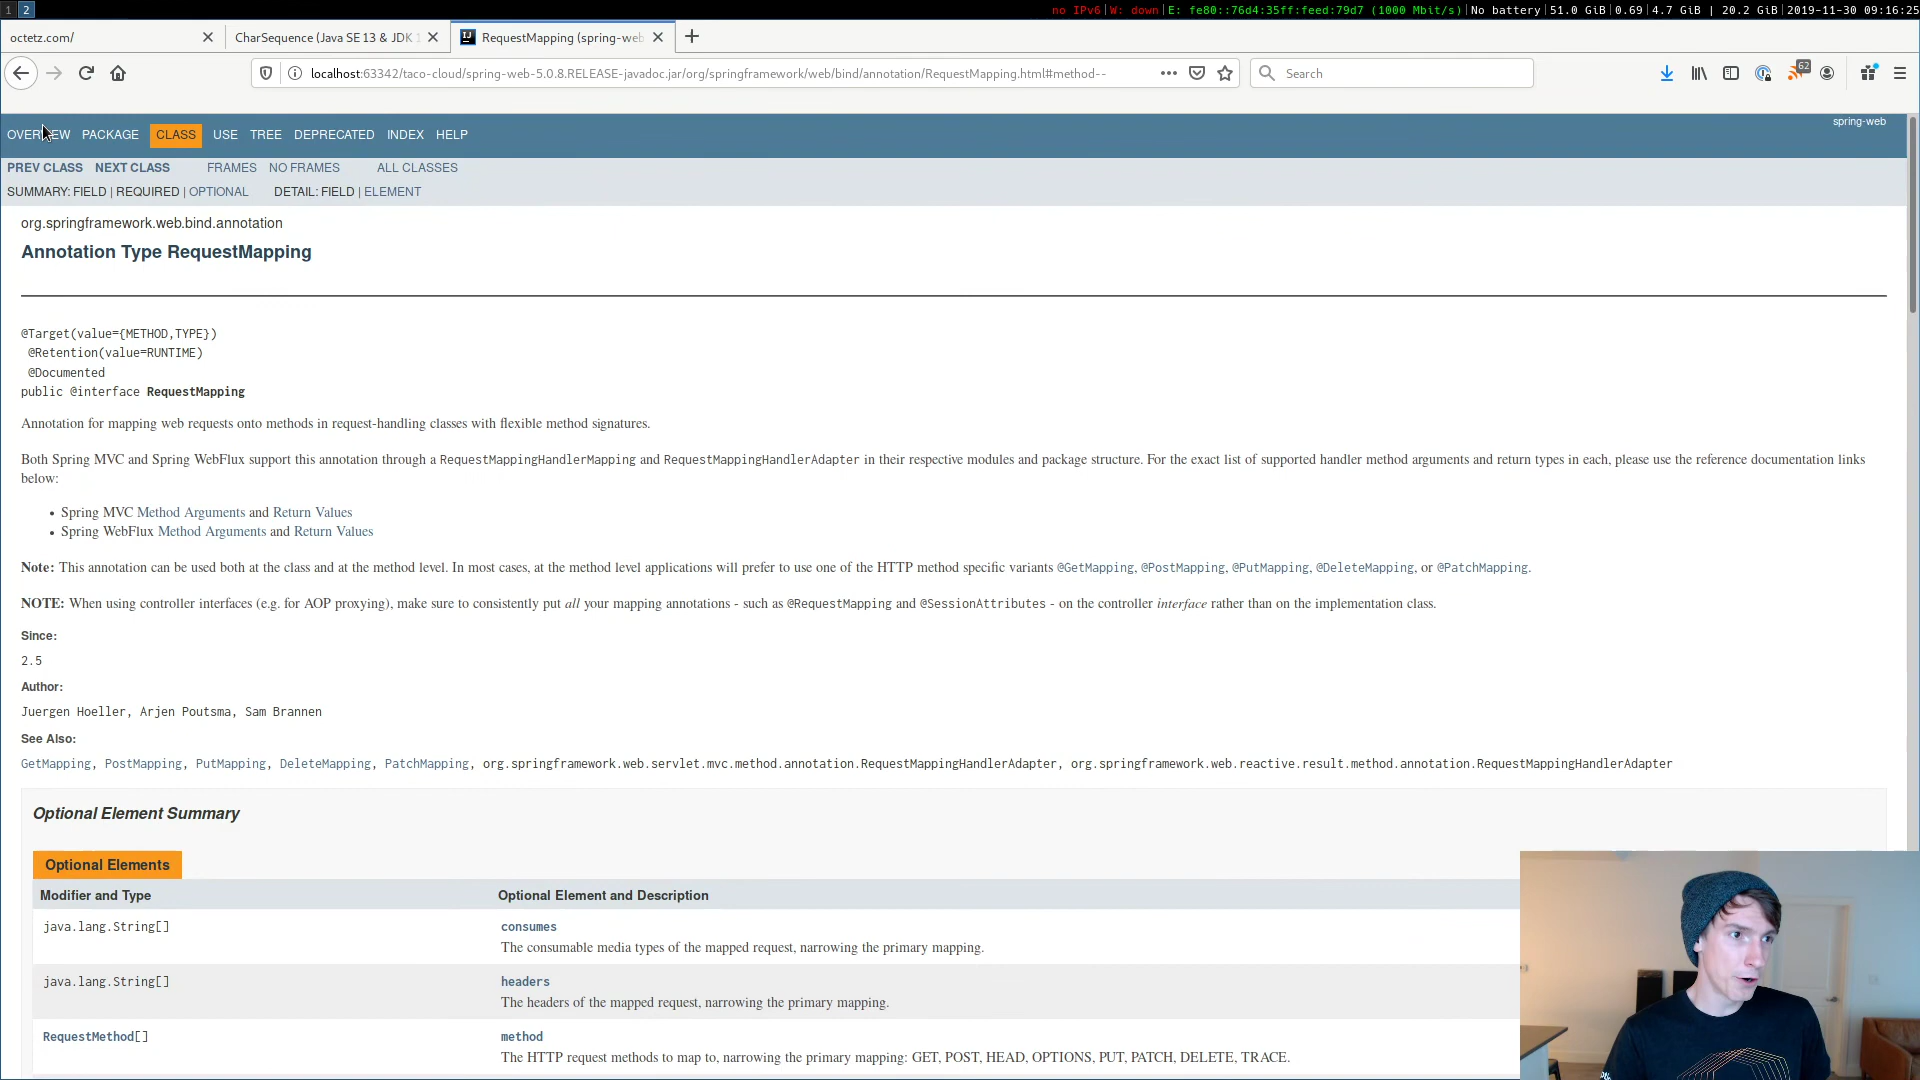 1 2 no IPv6|W: down|E: fe80::76d4:35ff:feed:79d7 (1000 Mbit/s)|No battery|51.0 GiB|0.69|4.7 GiB | 20.2 GiB|2019-11-30 09:16:25
octetz.com/ CharSequence (Java SE 13 & JDK RequestMapping (spring-web
localhost:63342/taco-cloud/spring-web-5.0.8.RELEASE-javadoc.jar/org/springframework/web/bind/annotation/RequestMapping.html#method-- Search 62
OVERVIEW PACKAGE CLASS USE TREE DEPRECATED INDEX HELP spring-web
PREV CLASS NEXT CLASS FRAMES NO FRAMES ALL CLASSES
SUMMARY: FIELD | REQUIRED | OPTIONAL DETAIL: FIELD | ELEMENT
org.springframework.web.bind.annotation
Annotation Type RequestMapping
@Target(value={METHOD,TYPE})
@Retention(value=RUNTIME)
@Documented
public @interface RequestMapping
Annotation for mapping web requests onto methods in request-handling classes with flexible method signatures.
Both Spring MVC and Spring WebFlux support this annotation through a RequestMappingHandlerMapping and RequestMappingHandlerAdapter in their respective modules and package structure. For the exact list of supported handler method arguments and return types in each, please use the reference documentation links
below:
• Spring MVC Method Arguments and Return Values
• Spring WebFlux Method Arguments and Return Values
Note: This annotation can be used both at the class and at the method level. In most cases, at the method level applications will prefer to use one of the HTTP method specific variants @GetMapping, @PostMapping, @PutMapping, @DeleteMapping, or @PatchMapping.
NOTE: When using controller interfaces (e.g. for AOP proxying), make sure to consistently put all your mapping annotations - such as @RequestMapping and @SessionAttributes - on the controller interface rather than on the implementation class.
Since:
2.5
Author:
Juergen Hoeller, Arjen Poutsma, Sam Brannen
See Also:
GetMapping, PostMapping, PutMapping, DeleteMapping, PatchMapping, org.springframework.web.servlet.mvc.method.annotation.RequestMappingHandlerAdapter, org.springframework.web.reactive.result.method.annotation.RequestMappingHandlerAdapter
Optional Element Summary
Optional Elements
Modifier and Type Optional Element and Description
java.lang.String[] consumes
The consumable media types of the mapped request, narrowing the primary mapping.
java.lang.String[] headers
The headers of the mapped request, narrowing the primary mapping.
RequestMethod[] method
The HTTP request methods to map to, narrowing the primary mapping: GET, POST, HEAD, OPTIONS, PUT, PATCH, DELETE, TRACE.